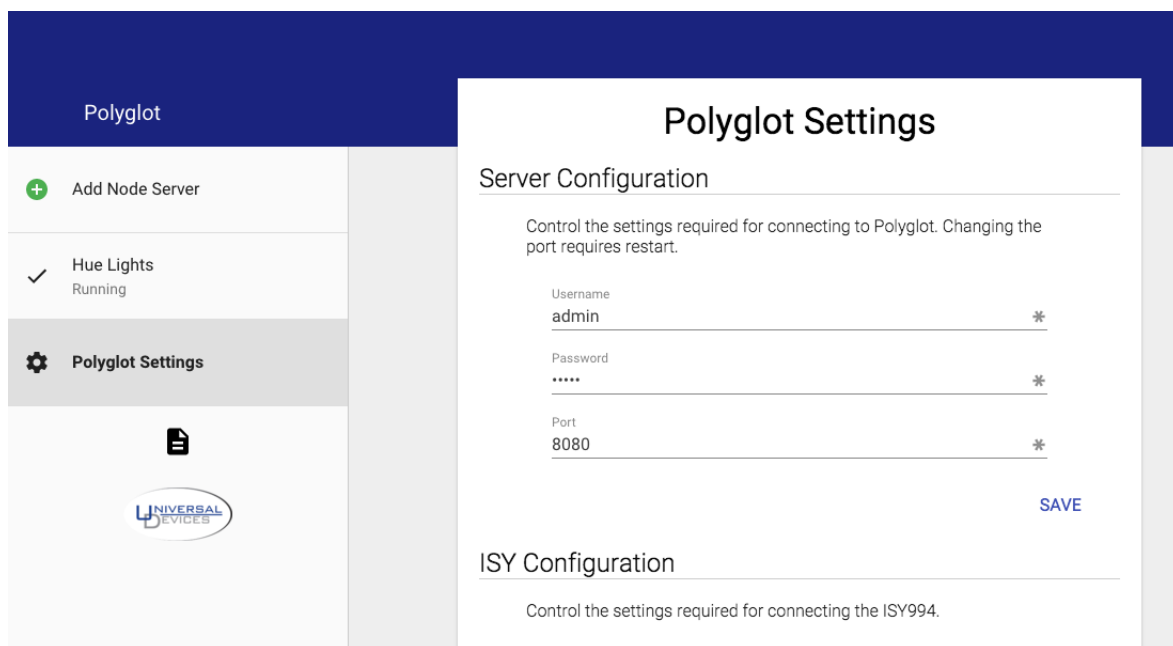 Polyglot
Add Node Server
Hue Lights
Running
Polyglot Settings
UNIVERSAL
DEVICES
Polyglot Settings
Server Configuration
Control the settings required for connecting to Polyglot. Changing the
port requires restart.
Username
admin
Password
•••••
Port
8080
SAVE
ISY Configuration
Control the settings required for connecting the ISY994.